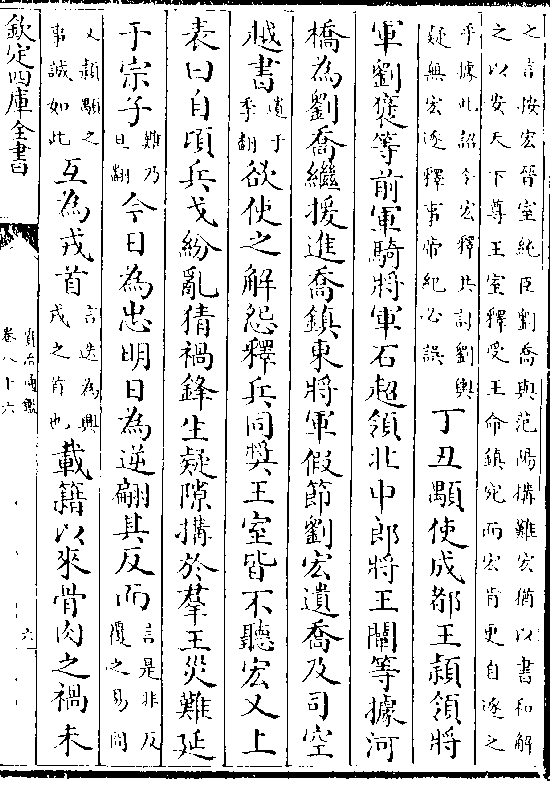 之言按宏晉室純臣劉喬與范陽搆難宏猶以書和解
之以安天下尊王室釋受王命鎮宛而宏肯更自逐之
乎據此詔令宏釋共討劉輿
疑無宏逐釋事帝紀必誤
丁丑顒使成都王頴領將
軍劉襃等前軍騎將軍石超領北中郎將王闡等據河
橋為劉喬繼援進喬鎮東將軍假節劉宏遺喬及司空
越書
遺于
季翻
欲使之解怨釋兵同奬王室皆不聽宏又上
表曰自頃兵戈紛亂猜禍鋒生疑隙搆於羣王災難延
于宗子
難乃
旦翻
今日為忠明日為逆翩其反而
言是非反
覆之易間
又頴顒之
事誠如此
互為戎首
言迭為興
戎之首也
載籍以來骨肉之禍未
欽定四庫全書
資治通鑑
卷八十六
六